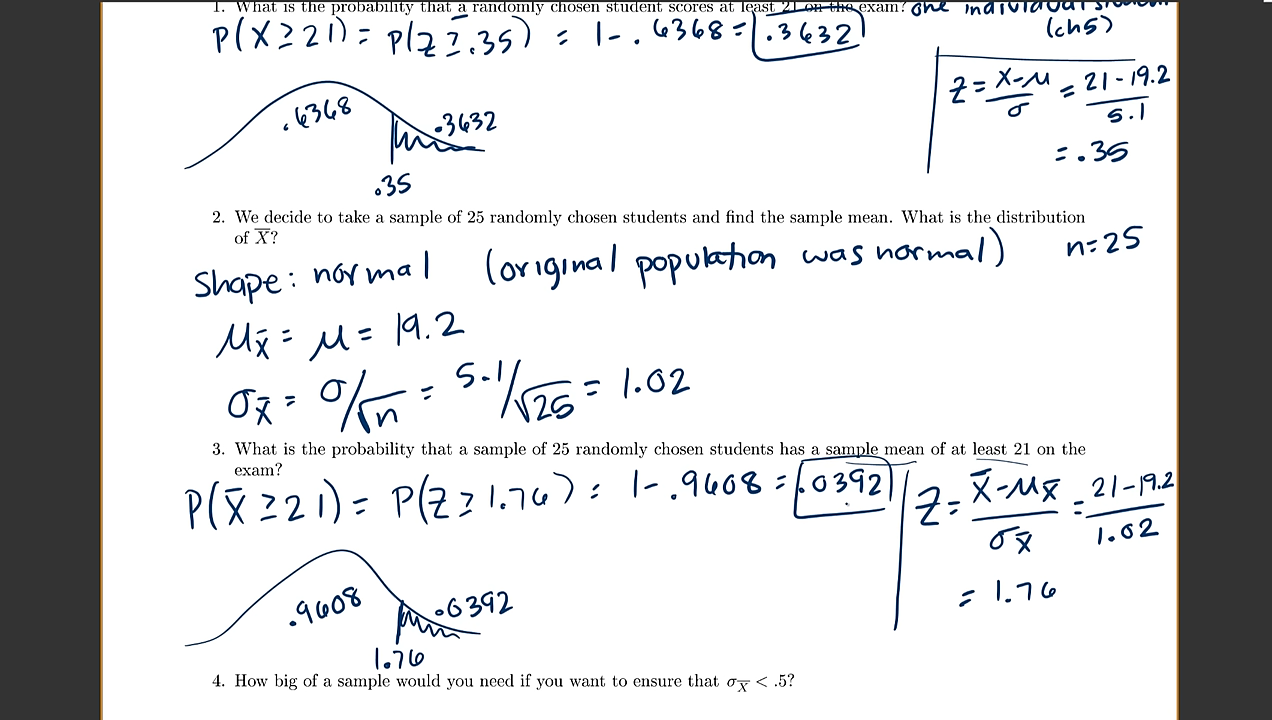 1. What is the probability that a randomly chosen student scores at least 21 on the exam? one individual
(ch5)
P(X ≥ 21) = P(Z ≥ .35) = 1 - .6368 = .3632
Z = X-μ/σ = 21-19.2/5.1
= .35
.6368 .3632
.35
2. We decide to take a sample of 25 randomly chosen students and find the sample mean. What is the distribution
of X̅?
n=25
Shape: normal (original population was normal)
μx̄ = μ = 19.2
σx̄ = σ/√n = 5.1/√25 = 1.02
3. What is the probability that a sample of 25 randomly chosen students has a sample mean of at least 21 on the
exam?
P(x̄ ≥ 21) = P(Z ≥ 1.76) = 1 - .9608 = .0392
Z = x̄-μx̄/σx̄ = 21-19.2/1.02
= 1.76
.9608 .0392
1.76
4. How big of a sample would you need if you want to ensure that σX̅ < .5?